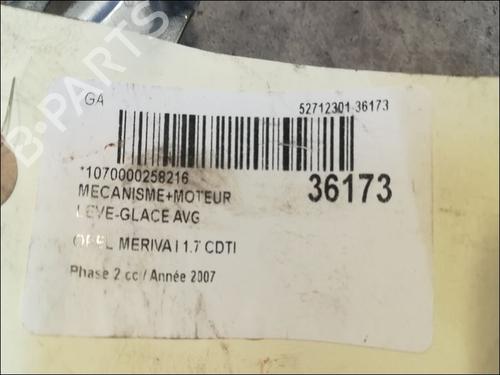 GA
52712301 36173
*1070000258216
36173
MECANISME+MOTEUR
LEVE-GLACE AVG
OPEL MERIVA I 1.7 CDTI
Phase 2 cc / Année 2007
B-PARTS